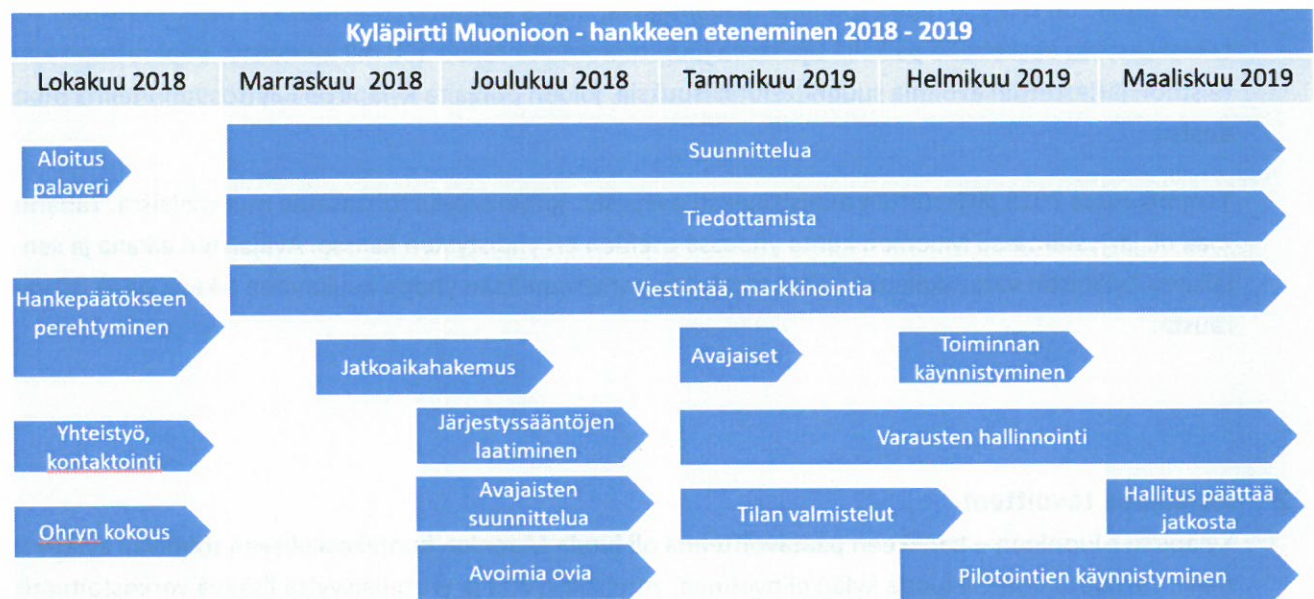 Kyläpirtti Muonioon - hankkeen eteneminen 2018 - 2019
Lokakuu 2018
Marraskuu 2018
Joulukuu 2018
Tammikuu 2019
Helmikuu 2019
Maaliskuu 2019
Aloitus
palaveri
Suunnittelua
Tiedottamista
Hankepäätökseen
perehtyminen
Viestintää, markkinointia
Jatkoaikahakemus
Avajaiset
Toiminnan
käynnistyminen
Yhteistyö,
kontaktointi
Järjestyssääntöjen
laatiminen
Varausten hallinnointi
Ohryn kokous
Avajaisten
suunnittelua
Tilan valmistelut
Hallitus päättää
jatkosta
Avoimia ovia
Pilotointien käynnistyminen